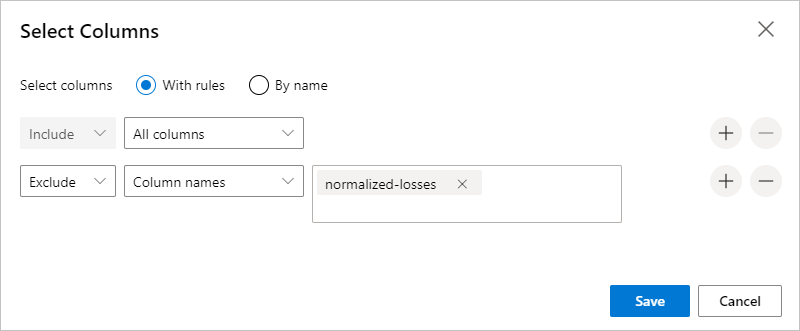 Select Columns
Select columns With rules By name
Include All columns
Exclude Column names normalized-losses
Save Cancel